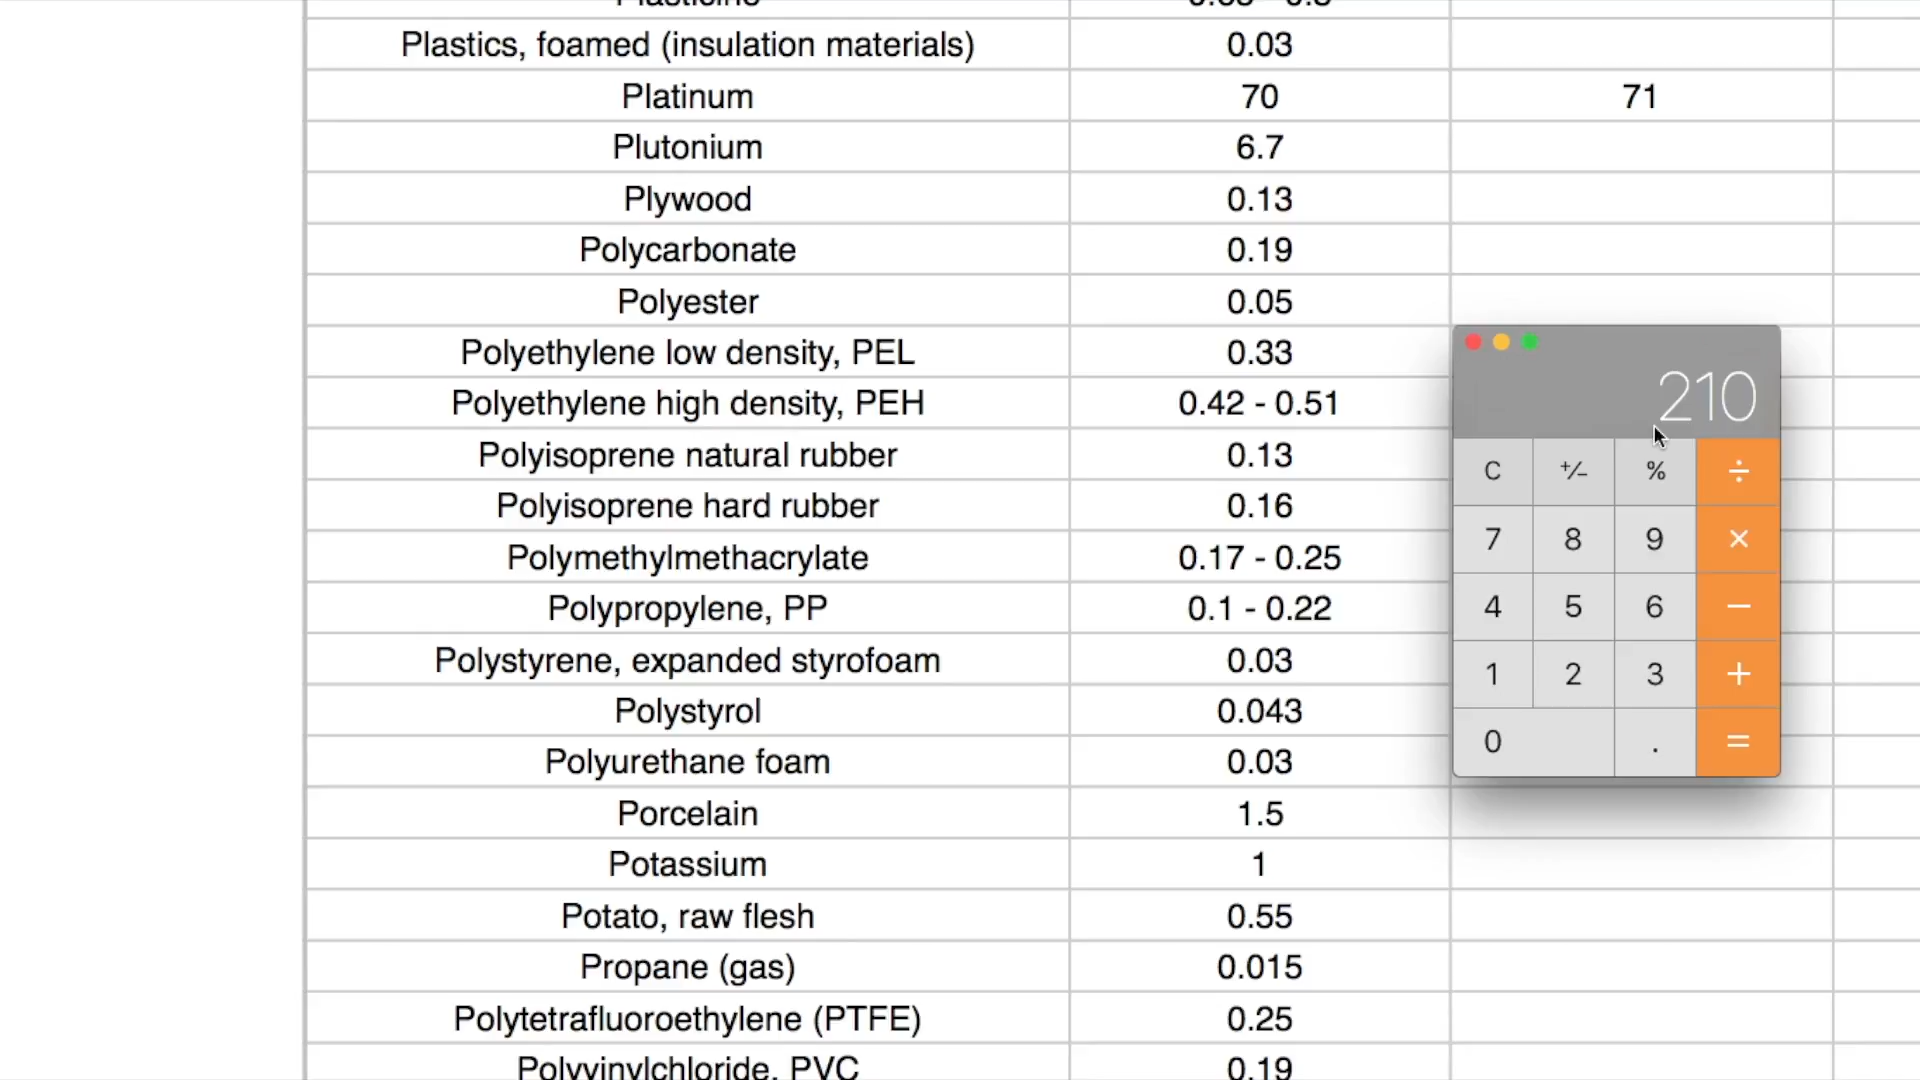 Plasticine 0.65 - 0.8
Plastics, foamed (insulation materials) 0.03
Platinum 70 71
Plutonium 6.7
Plywood 0.13
Polycarbonate 0.19
Polyester 0.05
Polyethylene low density, PEL 0.33
Polyethylene high density, PEH 0.42 - 0.51
Polyisoprene natural rubber 0.13
Polyisoprene hard rubber 0.16
Polymethylmethacrylate 0.17 - 0.25
Polypropylene, PP 0.1 - 0.22
Polystyrene, expanded styrofoam 0.03
Polystyrol 0.043
Polyurethane foam 0.03
Porcelain 1.5
Potassium 1
Potato, raw flesh 0.55
Propane (gas) 0.015
Polytetrafluoroethylene (PTFE) 0.25
Polyvinylchloride, PVC 0.19
210
C +/- % ÷
7 8 9 ×
4 5 6 −
1 2 3 +
0 . =